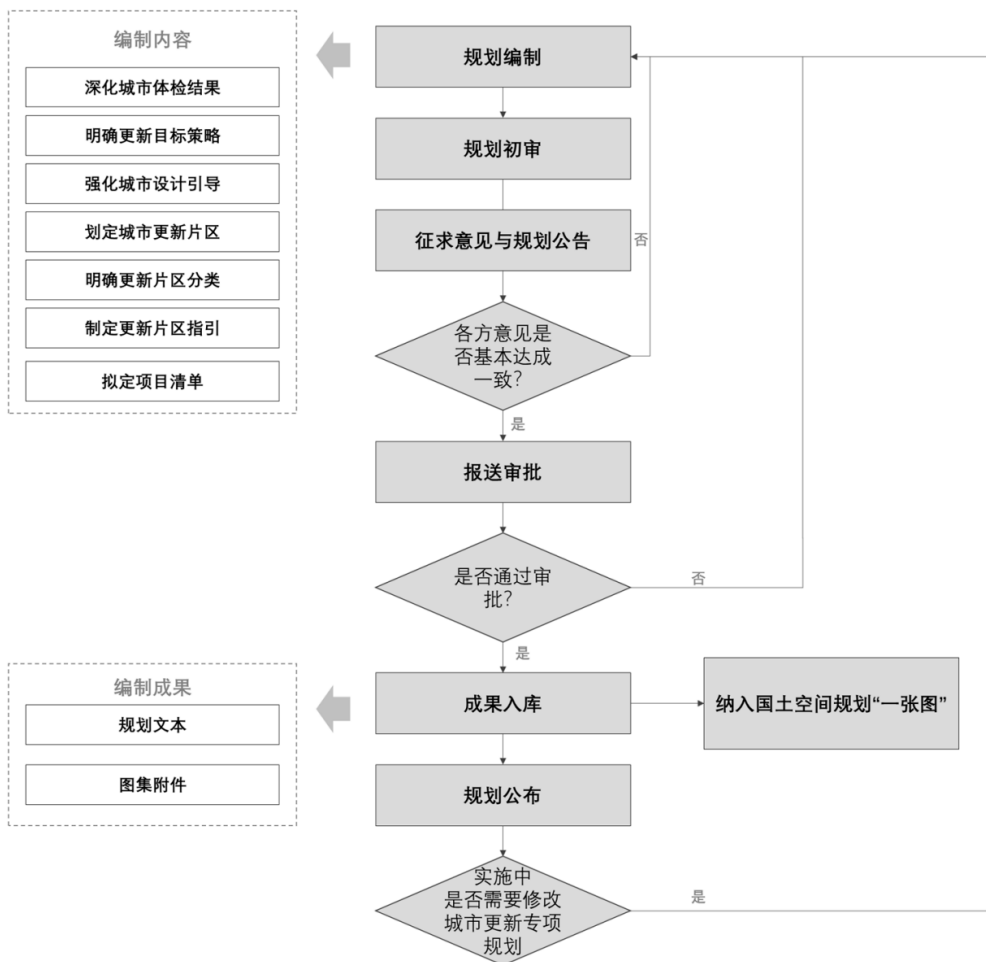 编制内容
深化城市体检结果
明确更新目标策略
强化城市设计引导
划定城市更新片区
明确更新片区分类
制定更新片区指引
拟定项目清单
规划编制
规划初审
征求意见与规划公告
否
各方意见是
否基本达成
一致？
是
报送审批
是否通过审
批？
否
是
编制成果
规划文本
图集附件
成果入库
纳入国土空间规划“一张图”
规划公布
实施中
是否需要修改
城市更新专项
规划
是